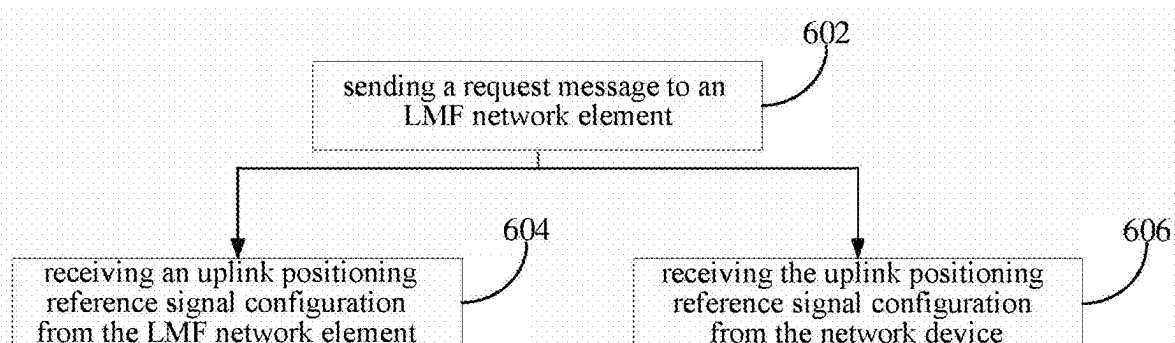 602
sending a request message to an
LMF network element
604
606
receiving an uplink positioning
reference signal configuration
from the LMF network element
receiving the uplink positioning
reference signal configuration
from the network device